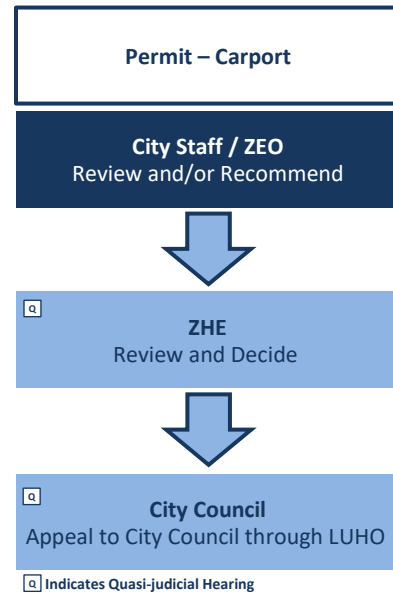 Permit – Carport
City Staff / ZEO
Review and/or Recommend
Q
ZHE
Review and Decide
Q
City Council
Appeal to City Council through LUHO
Q Indicates Quasi-judicial Hearing